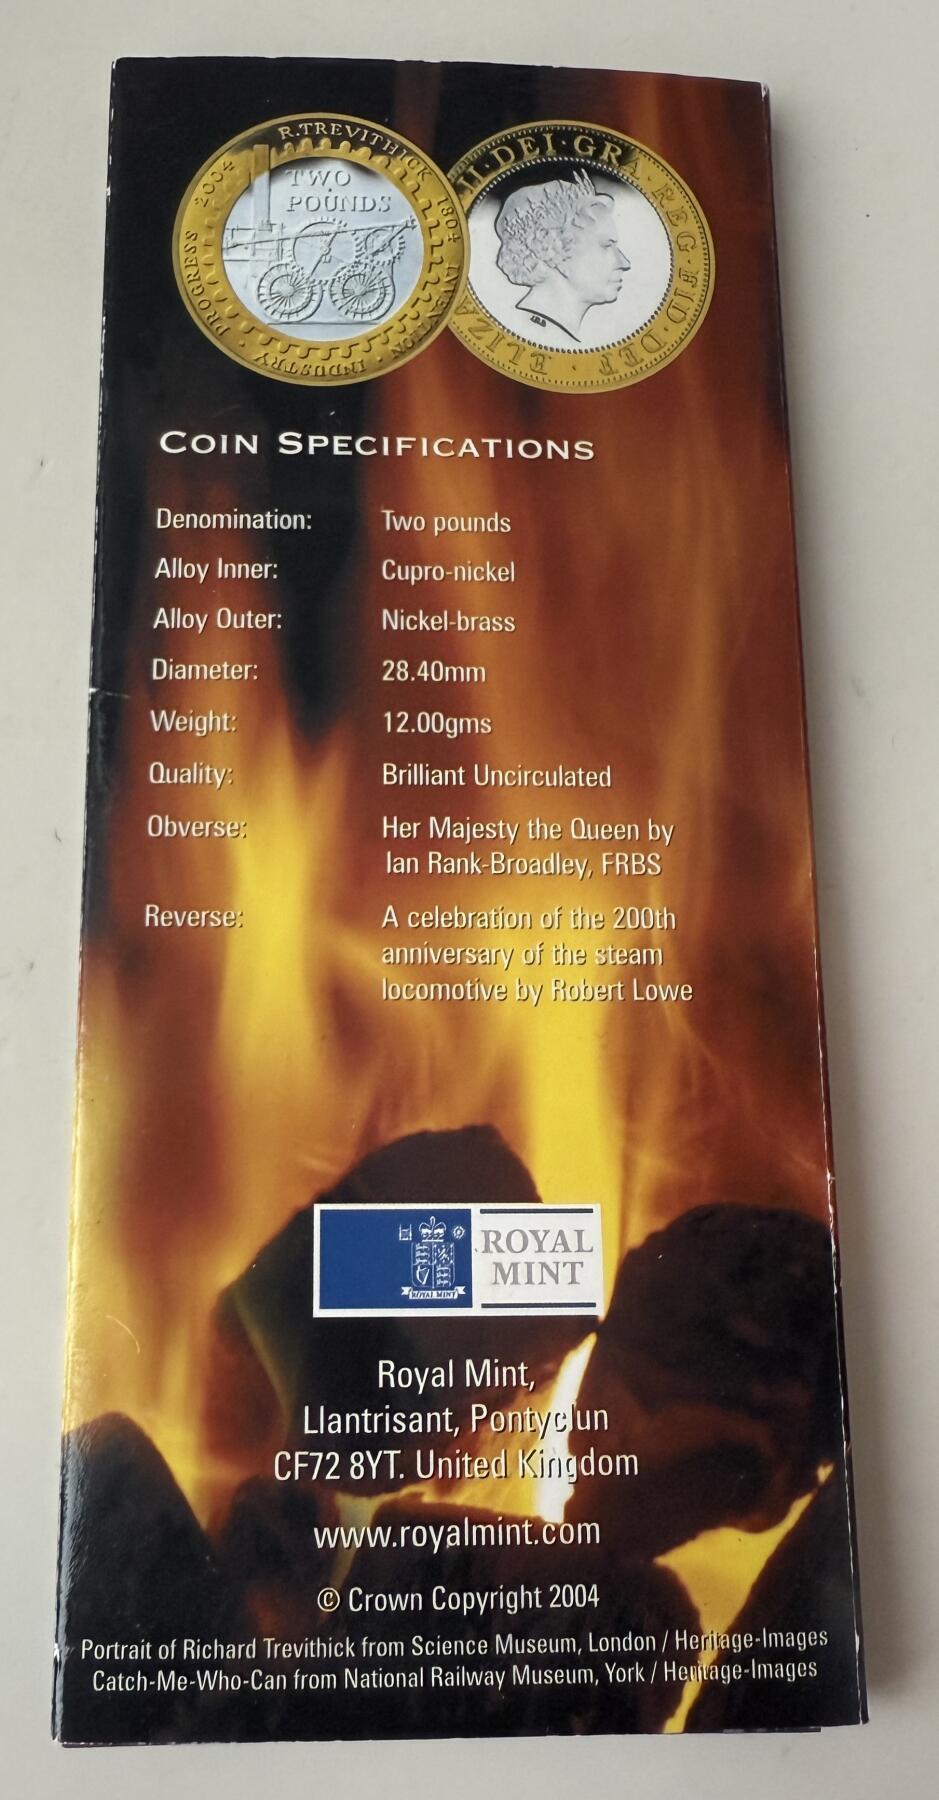 R.TREVITHICK 1804 INVENTION · INDUSTRY · PROGRESS 2004
TWO
POUNDS
ELIZA II · DEI · GRA · REG · FID · DEF ·
IRB
COIN SPECIFICATIONS
Denomination: Two pounds
Alloy Inner: Cupro-nickel
Alloy Outer: Nickel-brass
Diameter: 28.40mm
Weight: 12.00gms
Quality: Brilliant Uncirculated
Obverse: Her Majesty the Queen by
Ian Rank-Broadley, FRBS
Reverse: A celebration of the 200th
anniversary of the steam
locomotive by Robert Lowe
ROYAL MINT
ROYAL
MINT
Royal Mint,
Llantrisant, Pontyclun
CF72 8YT. United Kingdom
www.royalmint.com
© Crown Copyright 2004
Portrait of Richard Trevithick from Science Museum, London / Heritage-Images
Catch-Me-Who-Can from National Railway Museum, York / Heritage-Images